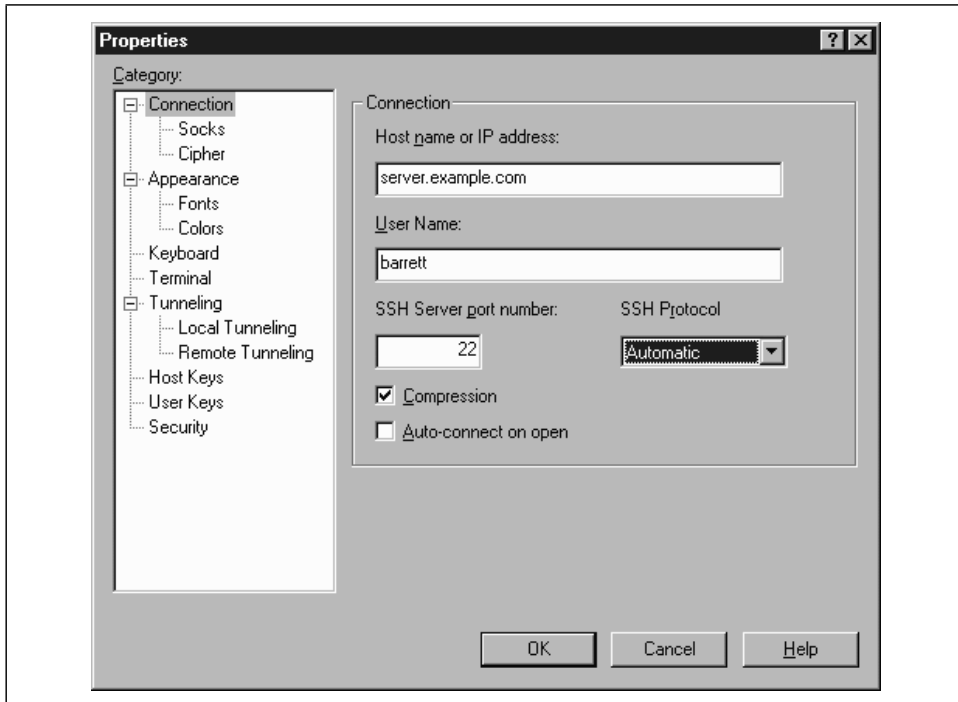 Properties
Category:
Connection
Socks
Cipher
Appearance
Fonts
Colors
Keyboard
Terminal
Tunneling
Local Tunneling
Remote Tunneling
Host Keys
User Keys
Security
Connection
Host name or IP address:
server.example.com
User Name:
barrett
SSH Server port number:
SSH Protocol
22
Automatic
Compression
Auto-connect on open
OK
Cancel
Help